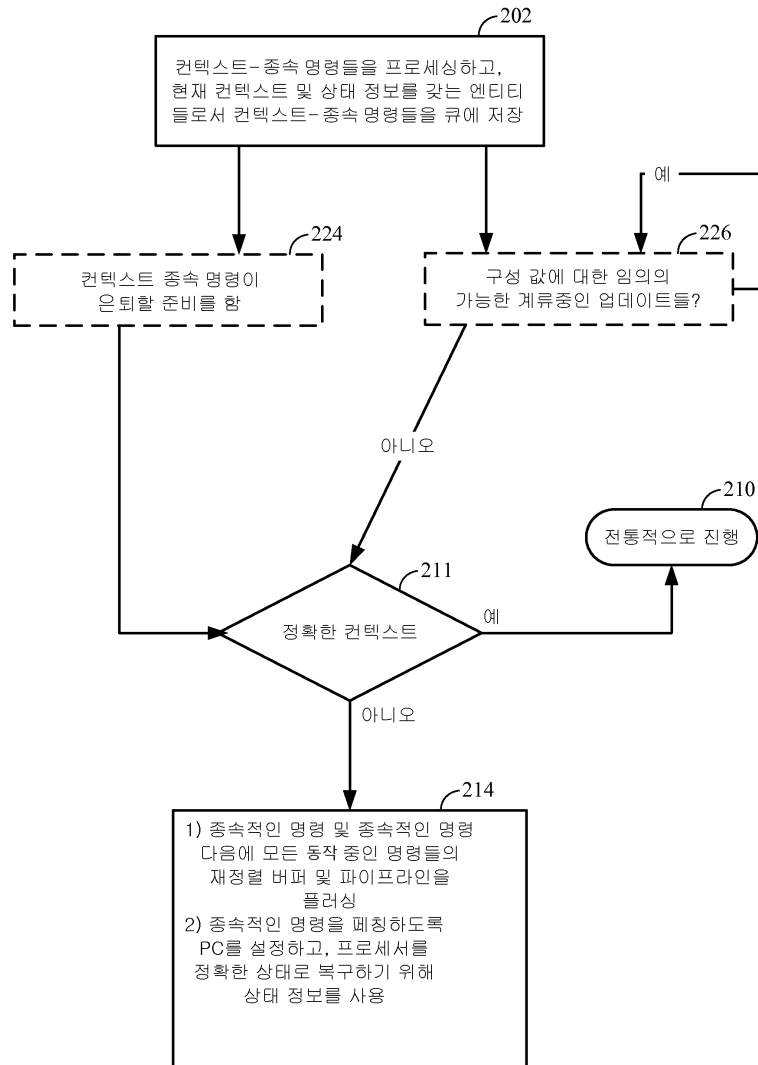 202
컨텍스트-종속 명령들을 프로세싱하고,
현재 컨텍스트 및 상태 정보를 갖는 엔티티
들로서 컨텍스트-종속 명령들을 큐에 저장
예
224
컨텍스트 종속 명령이
은퇴할 준비를 함
226
구성 값에 대한 임의의
가능한 계류중인 업데이트들?
아니오
210
전통적으로 진행
211
정확한 컨텍스트
예
아니오
214
1) 종속적인 명령 및 종속적인 명령
다음에 모든 동작 중인 명령들의
재정렬 버퍼 및 파이프라인을
플러싱
2) 종속적인 명령을 페칭하도록
PC를 설정하고, 프로세서를
정확한 상태로 복구하기 위해
상태 정보를 사용